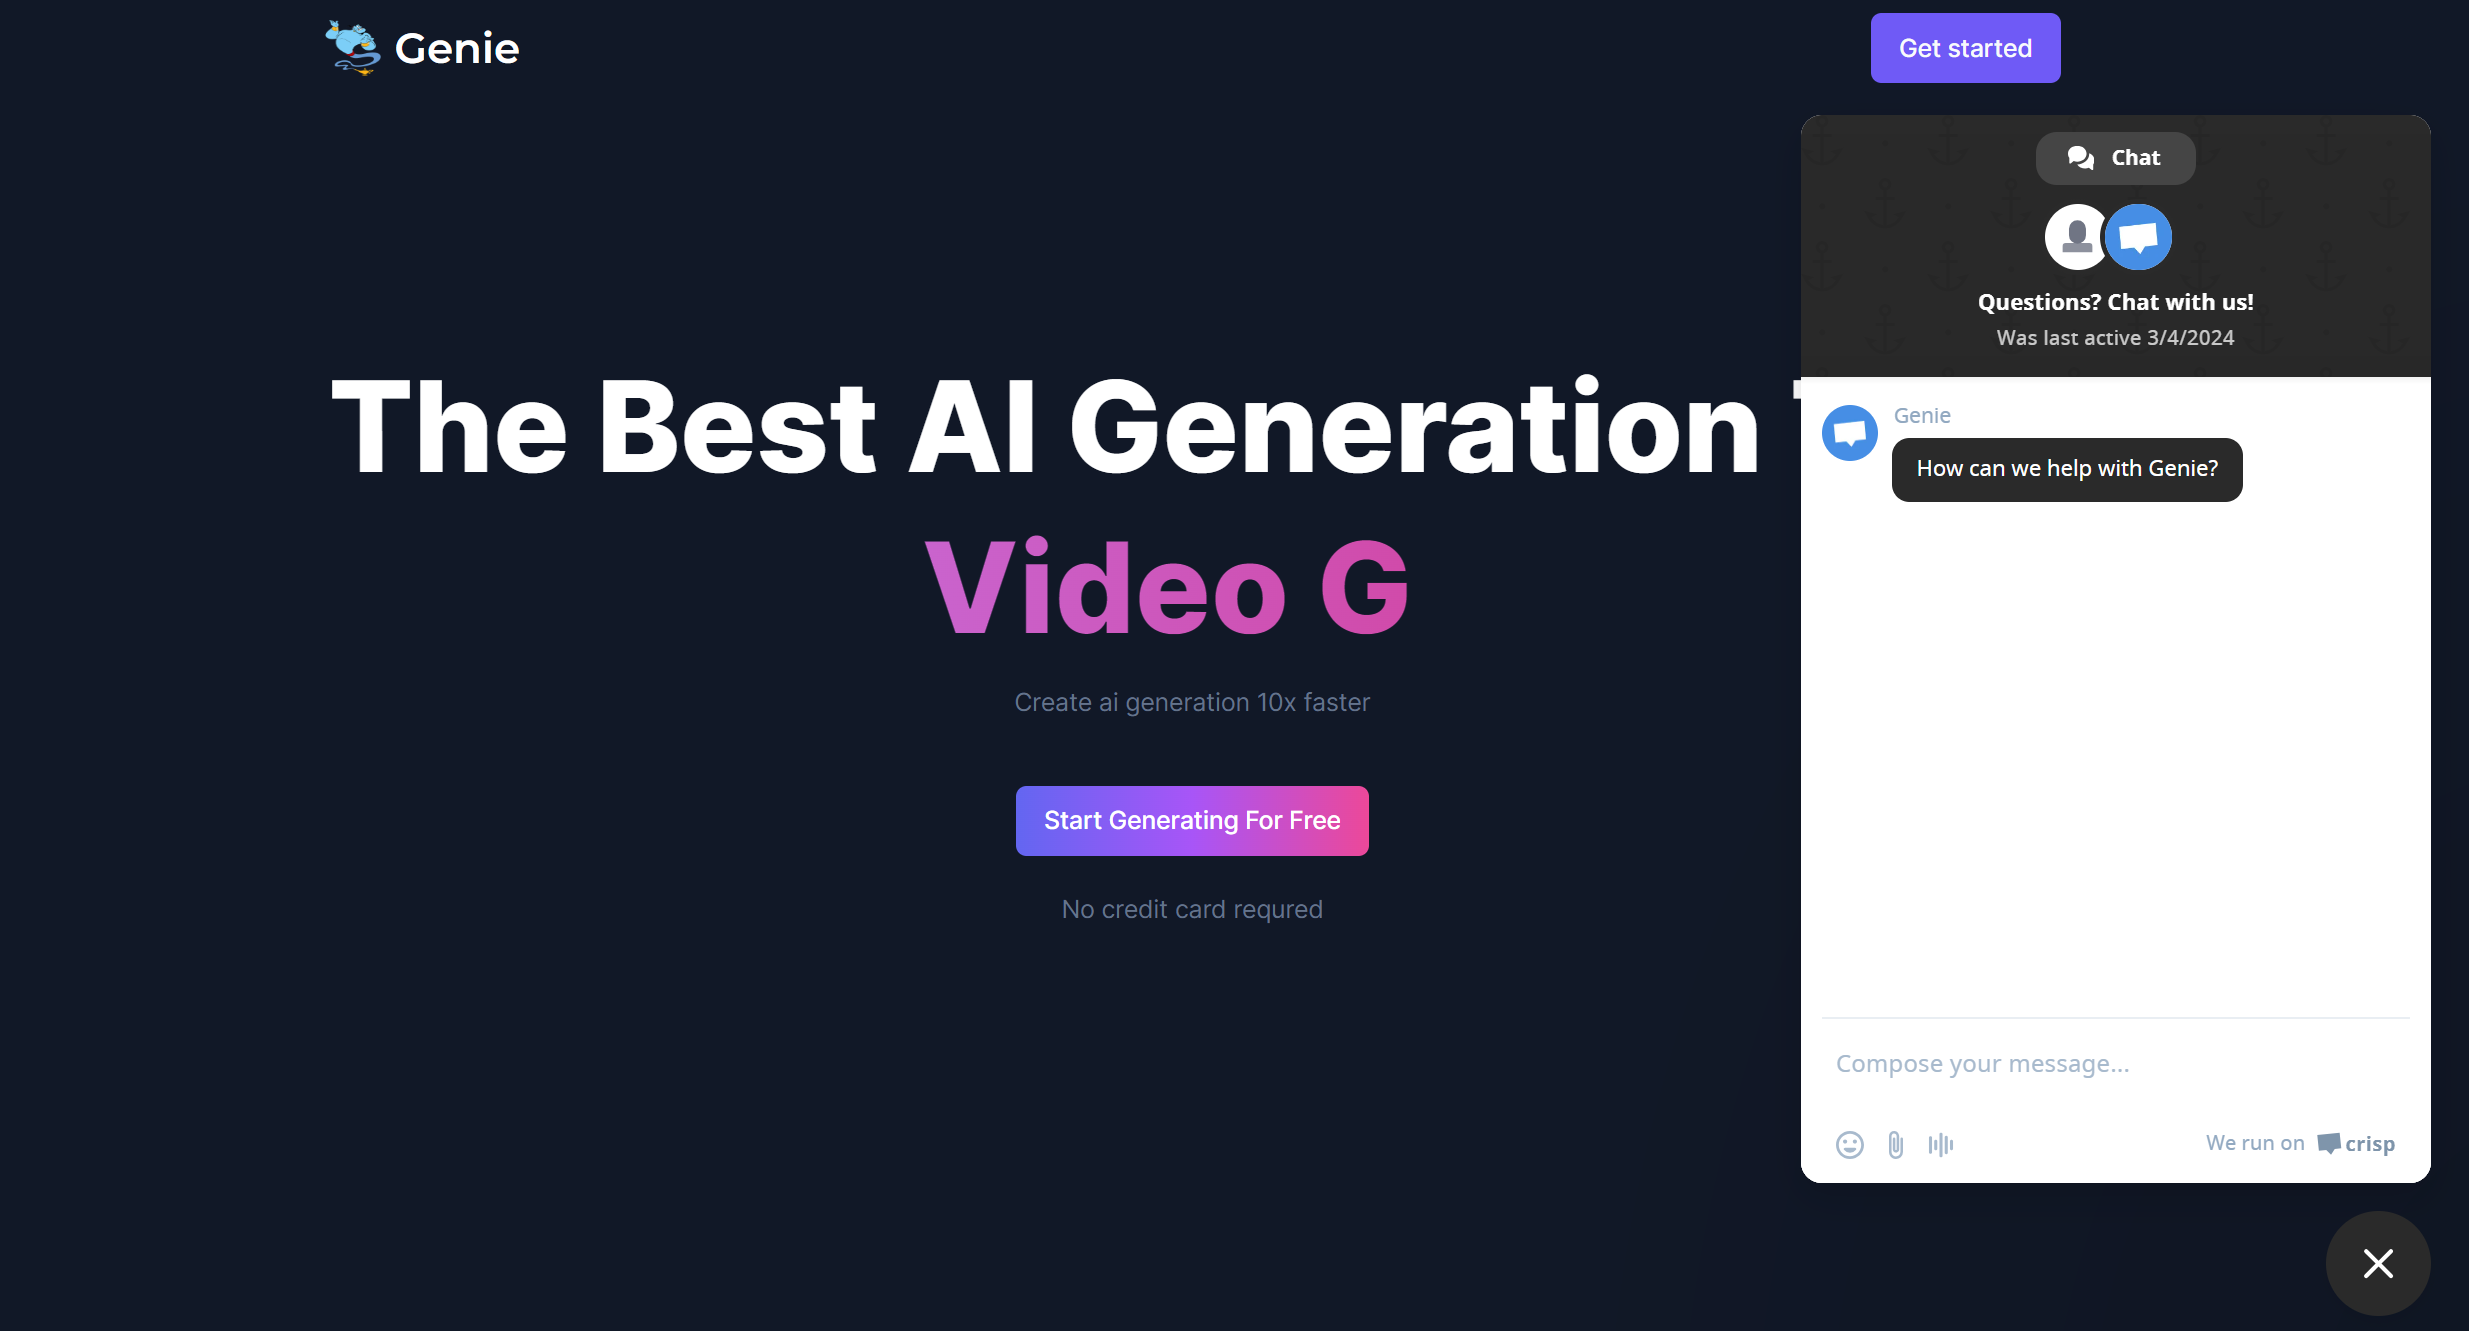 Genie
Get started
The Best AI Generation
Video G
Create ai generation 10x faster
Start Generating For Free
No credit card requred
Chat
Questions? Chat with us!
Was last active 3/4/2024
Genie
How can we help with Genie?
Compose your message...
We run on crisp